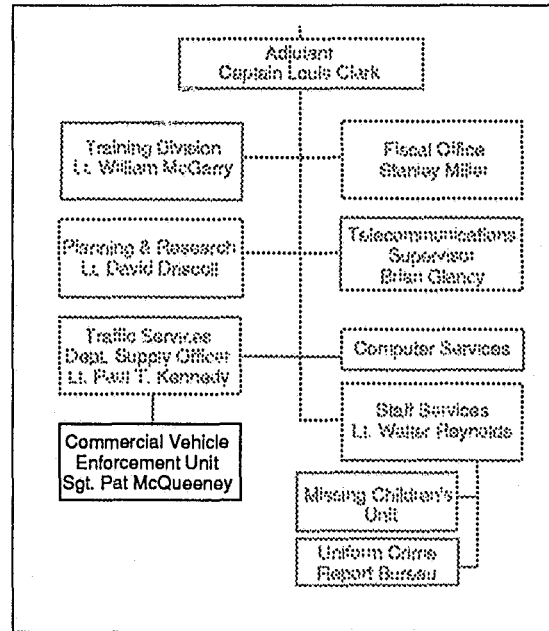 Adjutant
Captain Louis Clark
Training Division
Lt. William McGarry
Fiscal Office
Stanley Miller
Planning & Research
Lt. David Driscoll
Telecommunications
Supervisor
Brian Glancy
Traffic Services
Dept. Supply Officer
Lt. Paul T. Kennedy
Computer Services
Commercial Vehicle
Enforcement Unit
Sgt. Pat McQueeney
Staff Services
Lt. Walter Reynolds
Missing Children's
Unit
Uniform Crime
Report Bureau